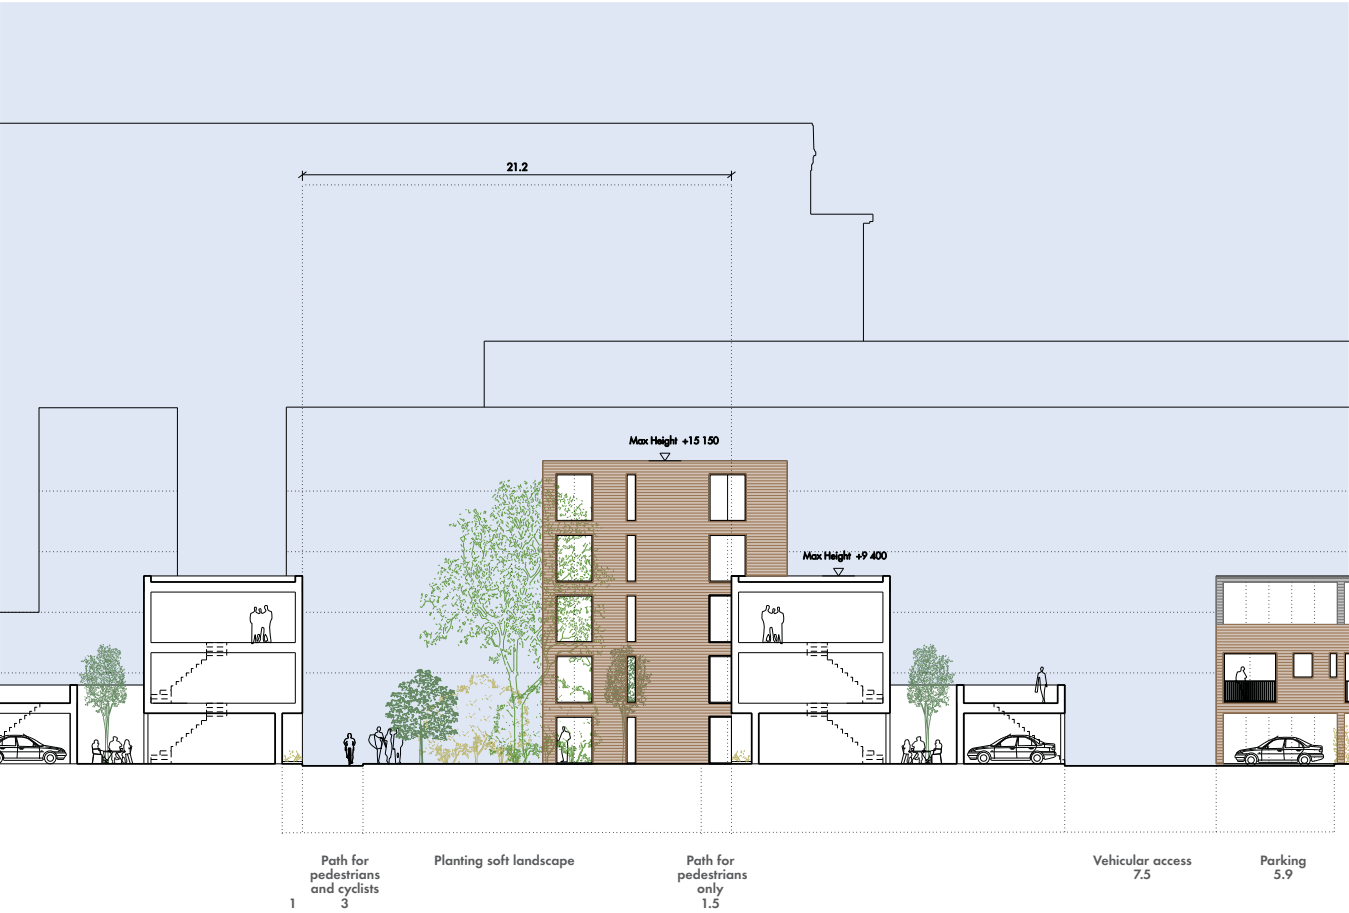 21.2
Max Height +15 150
Max Height +9 400
Path for
pedestrians
and cyclists
3
1
Planting soft landscape
Path for
pedestrians
only
1.5
Vehicular access
7.5
Parking
5.9